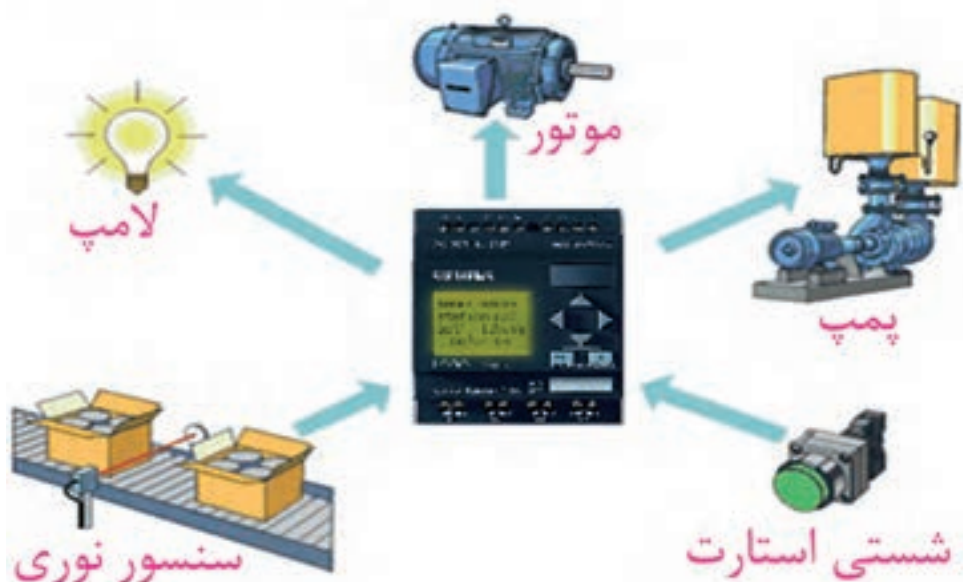 موتور
لامپ
پمپ
SIEMENS
سنسور نوری
شستی استارت